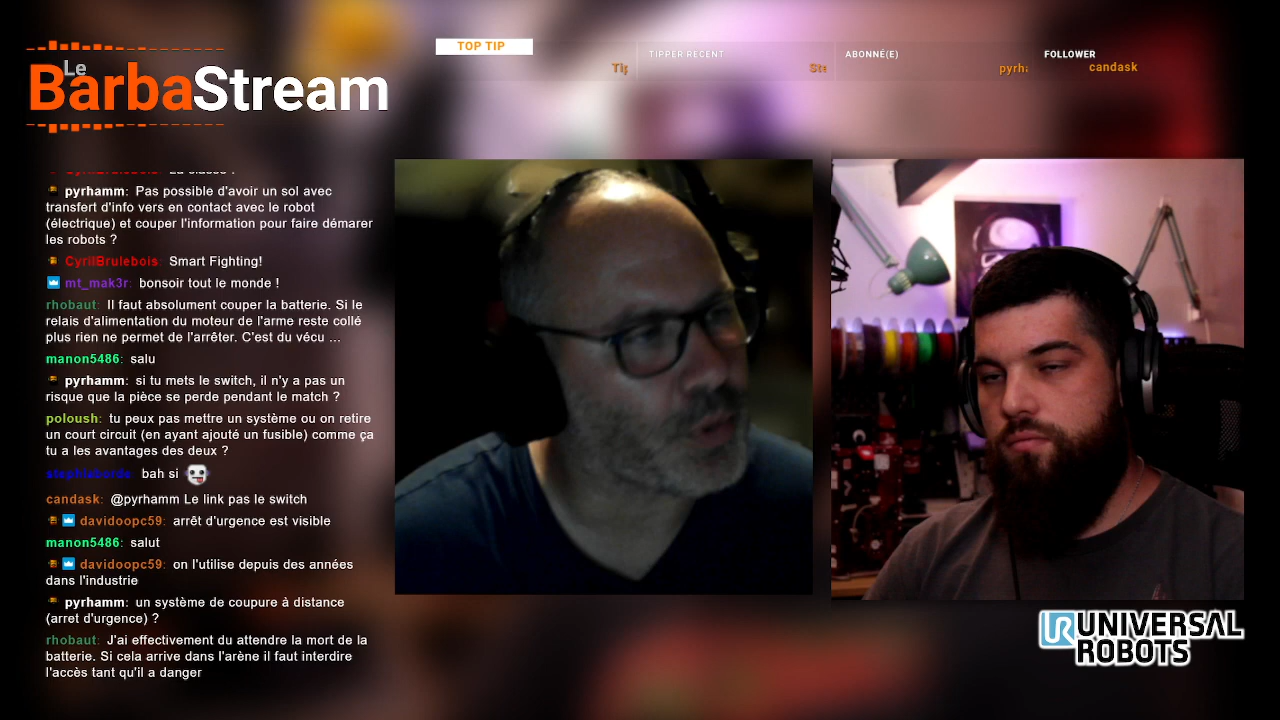 Le
BarbaStream
TOP TIP
TIPPER RECENT
ABONNÉ(E)
FOLLOWER
candask
pyrhamm: Pas possible d'avoir un sol avec
transfert d'info vers en contact avec le robot
(électrique) et couper l'information pour faire démarer
les robots ?
CyrilBrulebois: Smart Fighting!
mt_mak3r: bonsoir tout le monde !
rhobaut: Il faut absolument couper la batterie. Si le
relais d'alimentation du moteur de l'arme reste collé
plus rien ne permet de l'arrêter. C'est du vécu ...
manon5486: salu
pyrhamm: si tu mets le switch, il n'y a pas un
risque que la pièce se perde pendant le match ?
poloush: tu peux pas mettre un système ou on retire
un court circuit (en ayant ajouté un fusible) comme ça
tu a les avantages des deux ?
stephlaborde: bah si
candask: @pyrhamm Le link pas le switch
davidoopc59: arrêt d'urgence est visible
manon5486: salut
davidoopc59: on l'utilise depuis des années
dans l'industrie
pyrhamm: un système de coupure à distance
(arret d'urgence) ?
rhobaut: J'ai effectivement du attendre la mort de la
batterie. Si cela arrive dans l'arène il faut interdire
l'accès tant qu'il a danger
UNIVERSAL
ROBOTS